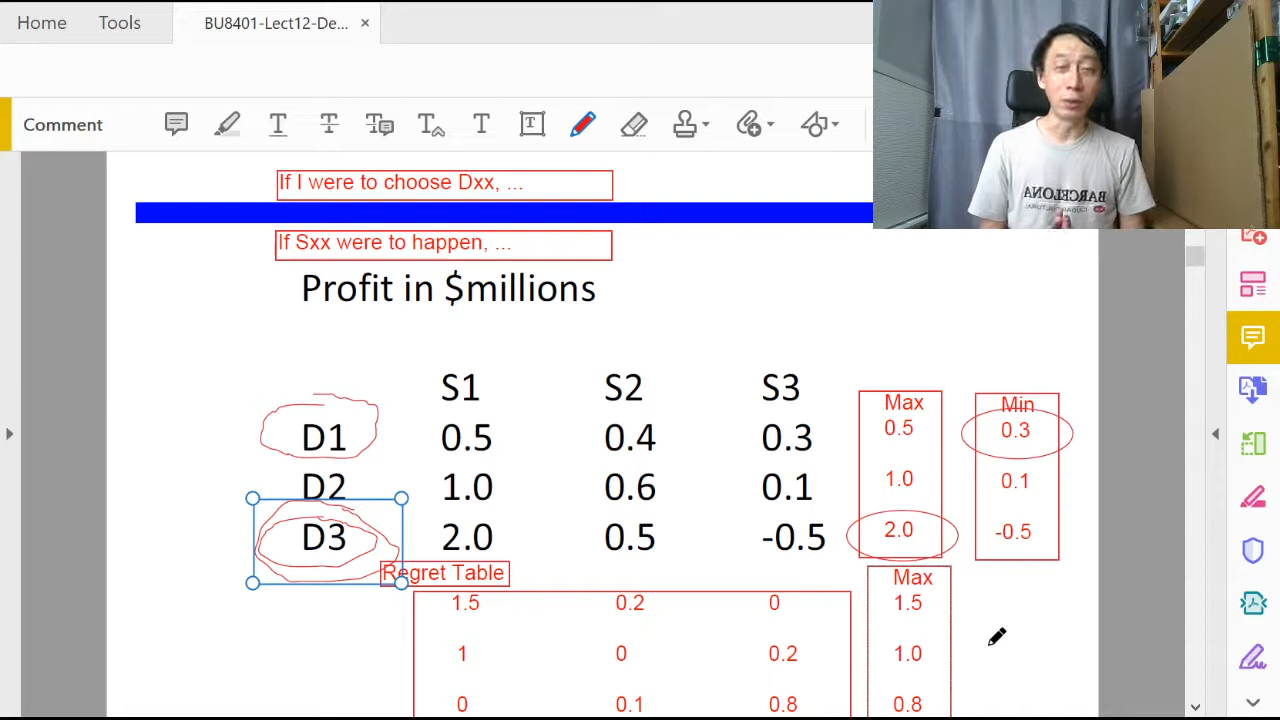 Home Tools BU8401-Lect12-De... ×
Comment
If I were to choose Dxx, ...
If Sxx were to happen, ...
Profit in $millions
S1 S2 S3 Max Min
D1 0.5 0.4 0.3 0.5 0.3
D2 1.0 0.6 0.1 1.0 0.1
D3 2.0 0.5 -0.5 2.0 -0.5
Regret Table Max
1.5 0.2 0 1.5
1 0 0.2 1.0
0 0.1 0.8 0.8
BARCELONA